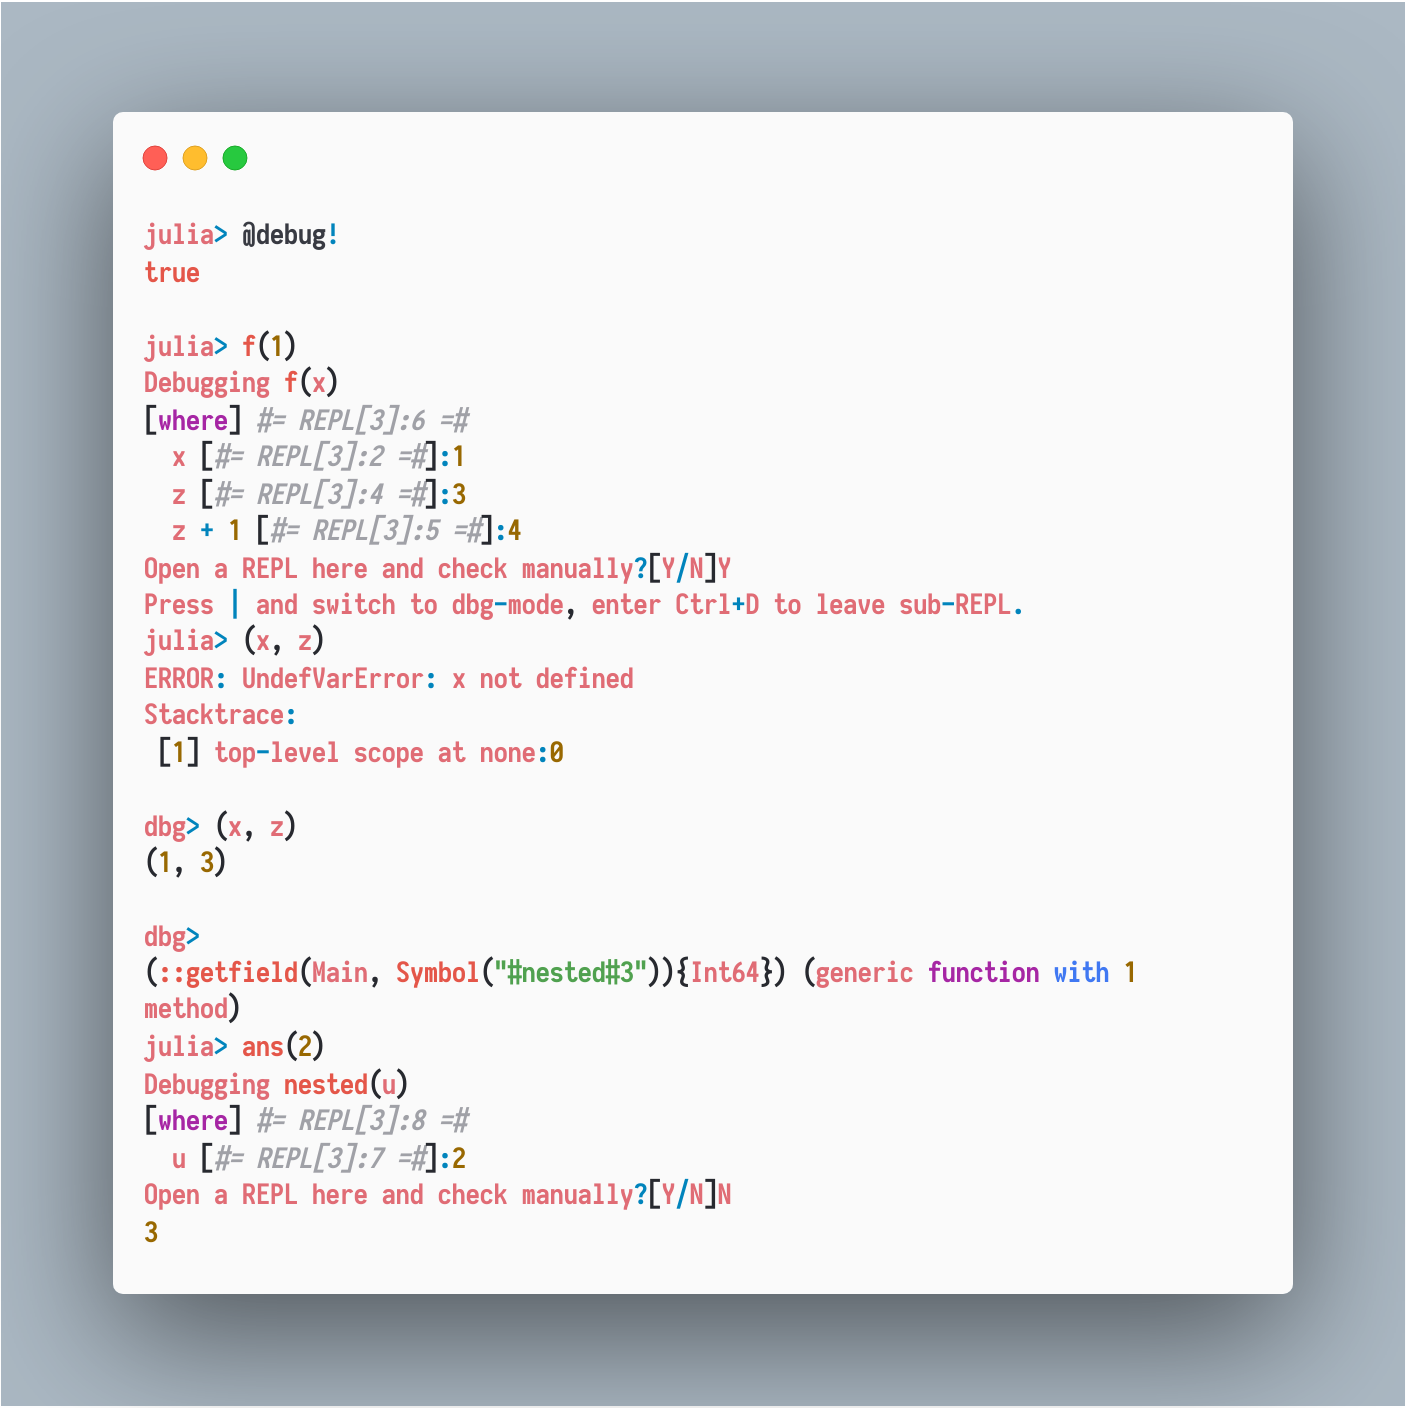 julia> @debug!
true
julia> f(1)
Debugging f(x)
[where] #= REPL[3]:6 =#
  x [#= REPL[3]:2 =#]:1
  z [#= REPL[3]:4 =#]:3
  z + 1 [#= REPL[3]:5 =#]:4
Open a REPL here and check manually?[Y/N]Y
Press | and switch to dbg-mode, enter Ctrl+D to leave sub-REPL.
julia> (x, z)
ERROR: UndefVarError: x not defined
Stacktrace:
 [1] top-level scope at none:0
dbg> (x, z)
(1, 3)
dbg>
(::getfield(Main, Symbol("#nested#3")){Int64}) (generic function with 1
method)
julia> ans(2)
Debugging nested(u)
[where] #= REPL[3]:8 =#
  u [#= REPL[3]:7 =#]:2
Open a REPL here and check manually?[Y/N]N
3